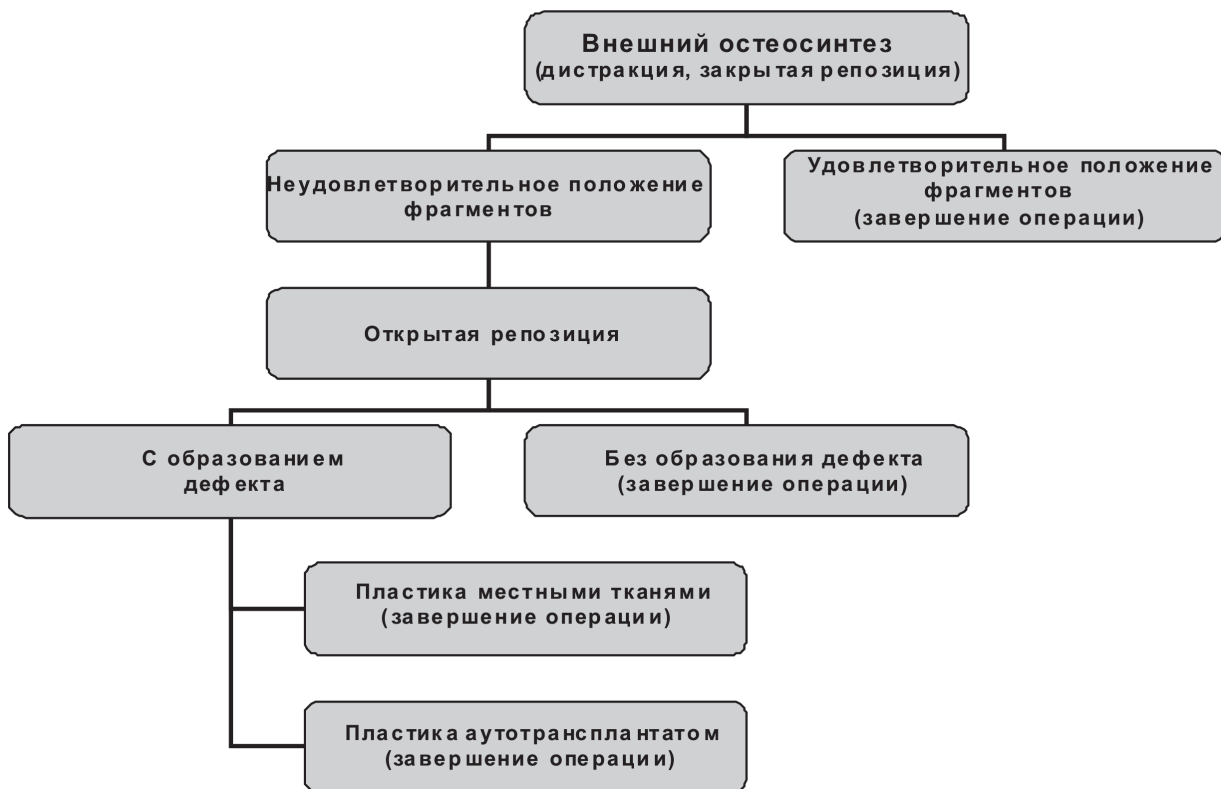 Внешний остеосинтез
(дистракция, закрытая репозиция)
Неудовлетворительное положение
фрагментов
Удовлетворительное положение
фрагментов
(завершение операции)
Открытая репозиция
С образованием
дефекта
Без образования дефекта
(завершение операции)
Пластика местными тканями
(завершение операции)
Пластика аутотрансплантатом
(завершение операции)